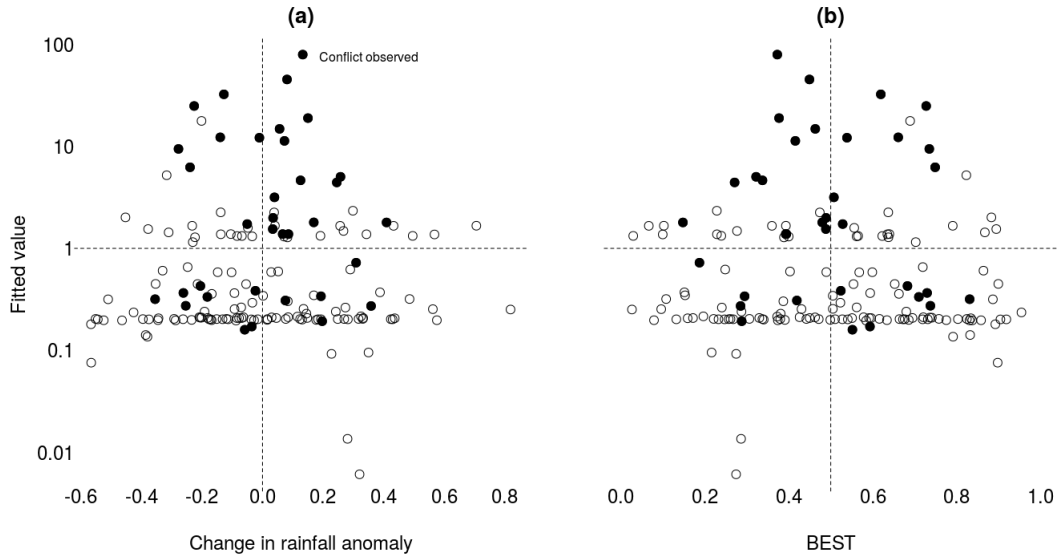 (a)
(b)
Fitted value
100
10
1
0.1
0.01
Conflict observed
-0.6 -0.4 -0.2 0.0 0.2 0.4 0.6 0.8
0.0 0.2 0.4 0.6 0.8 1.0
Change in rainfall anomaly
BEST